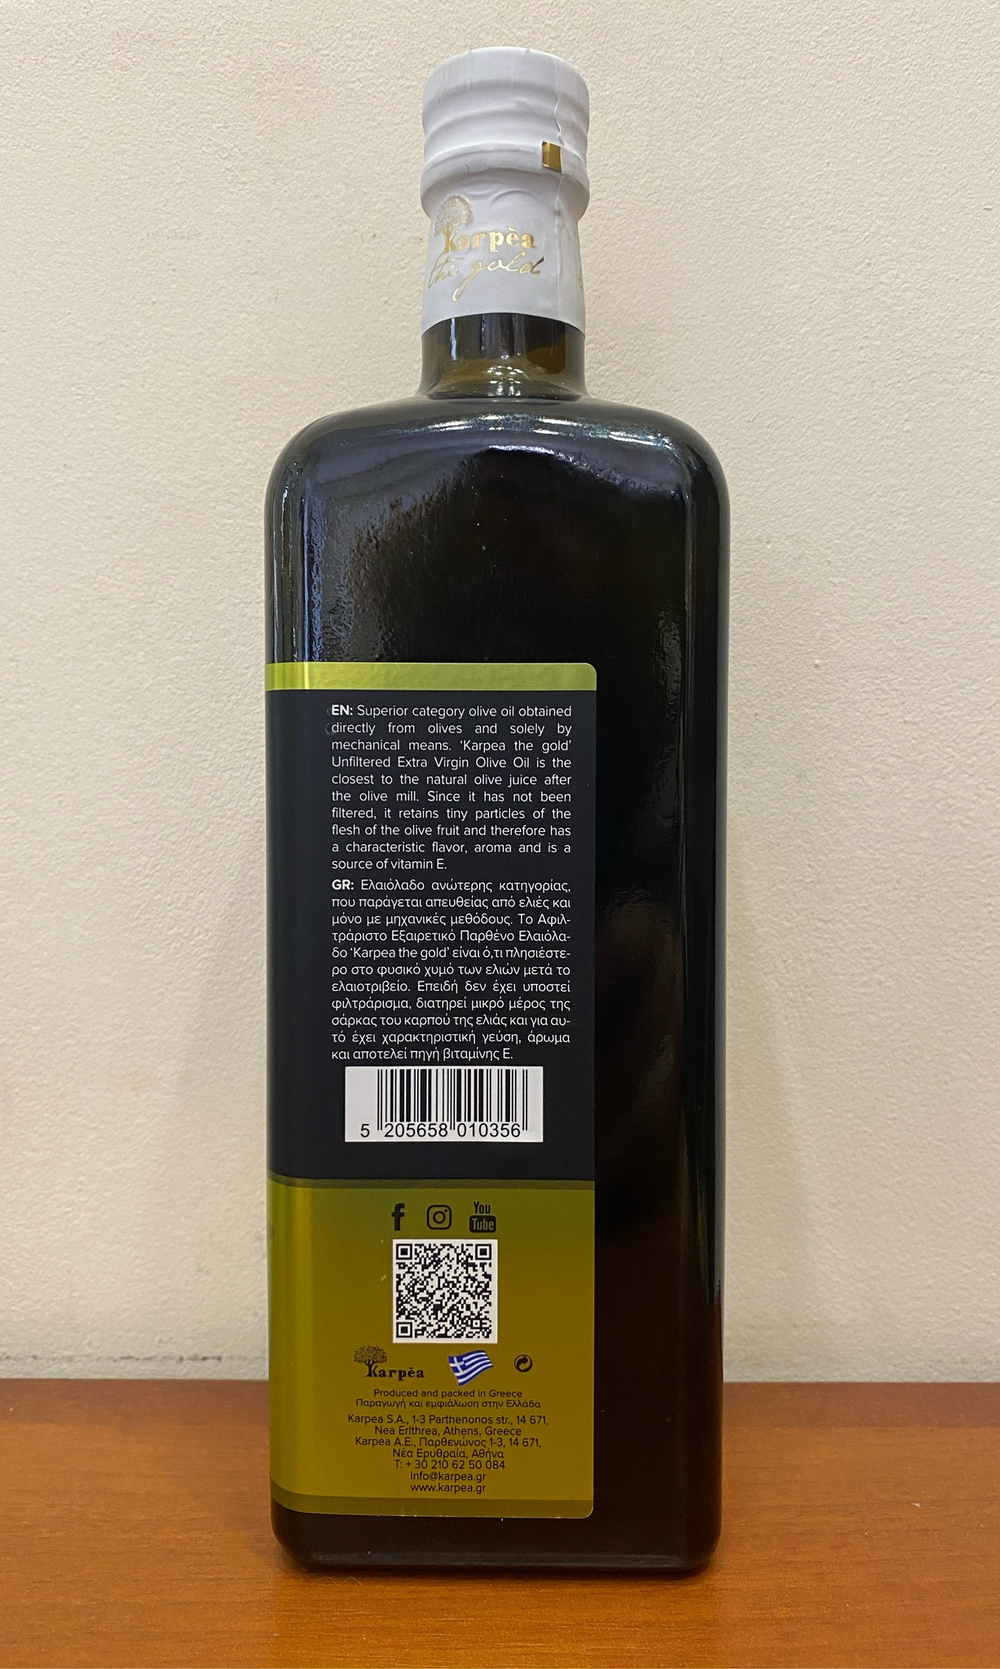 Karpèa
the gold
EN: Superior category olive oil obtained
directly from olives and solely by
mechanical means. ‘Karpea the gold’
Unfiltered Extra Virgin Olive Oil is the
closest to the natural olive juice after
the olive mill. Since it has not been
filtered, it retains tiny particles of the
flesh of the olive fruit and therefore has
a characteristic flavor, aroma and is a
source of vitamin E.
GR: Ελαιόλαδο ανώτερης κατηγορίας,
που παράγεται απευθείας από ελιές και
μόνο με μηχανικές μεθόδους. Το Αφιλ-
τράριστο Εξαιρετικό Παρθένο Ελαιόλα-
δο ‘Karpea the gold’ είναι ό,τι πλησιέστε-
ρο στο φυσικό χυμό των ελιών μετά το
ελαιοτριβείο. Επειδή δεν έχει υποστεί
φιλτράρισμα, διατηρεί μικρό μέρος της
σάρκας του καρπού της ελιάς και για αυ-
τό έχει χαρακτηριστική γεύση, άρωμα
και αποτελεί πηγή βιταμίνης Ε.
5 205658 010356
You
Tube
Karpèa
Produced and packed in Greece
Παραγωγή και εμφιάλωση στην Ελλάδα
Karpea S.A., 1-3 Parthenonos str., 14 671,
Nea Erithrea, Athens, Greece
Karpea A.E., Παρθενώνος 1-3, 14 671,
Νέα Ερυθραία, Αθήνα
T: + 30 210 62 50 084
info@karpea.gr
www.karpea.gr